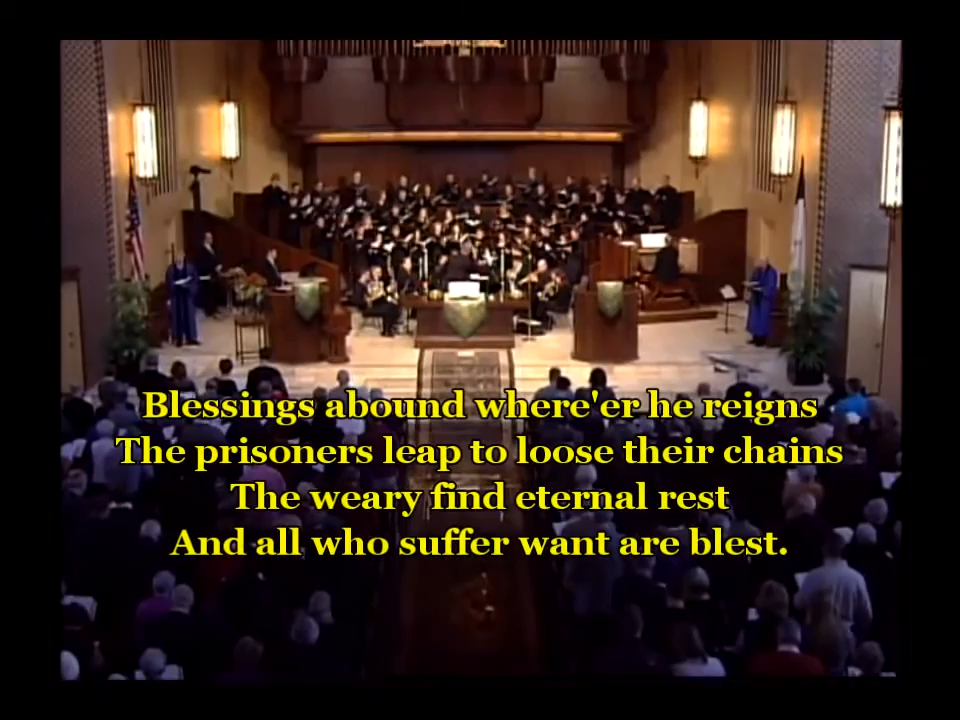 Blessings abound where'er he reigns
The prisoners leap to loose their chains
The weary find eternal rest
And all who suffer want are blest.